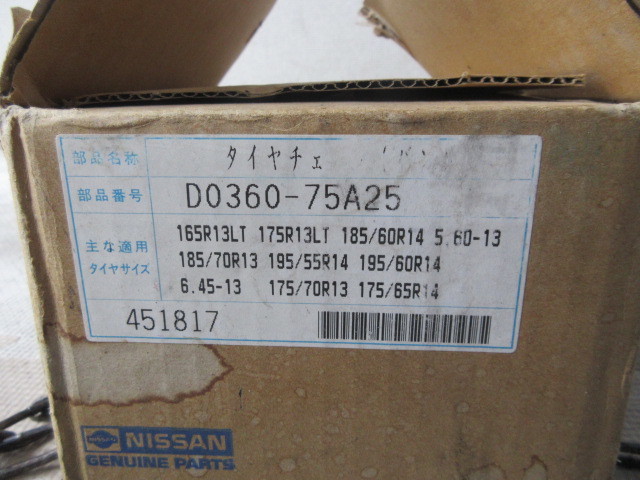 部品名称 タイヤチェ
部品番号 D0360-75A25
主な適用 タイヤサイズ
165R13LT 175R13LT 185/60R14 5.60-13
185/70R13 195/55R14 195/60R14
6.45-13 175/70R13 175/65R14
451817
NISSAN
GENUINE PARTS